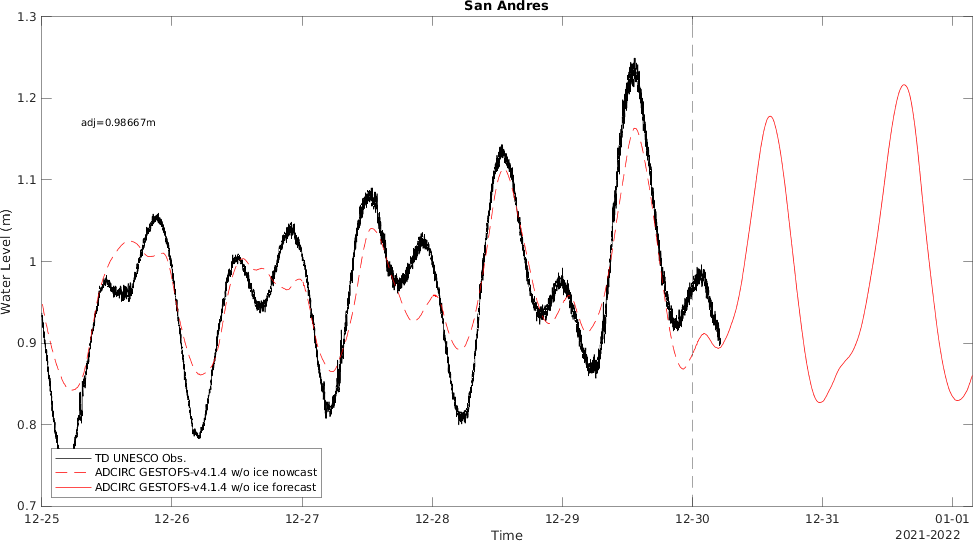 San Andres
1.3
1.2
adj=0.98667m
1.1
1
0.9
0.8
0.7
Water Level (m)
TD UNESCO Obs.
ADCIRC GESTOFS-v4.1.4 w/o ice nowcast
ADCIRC GESTOFS-v4.1.4 w/o ice forecast
12-25 12-26 12-27 12-28 12-29 12-30 12-31 01-01
Time
2021-2022